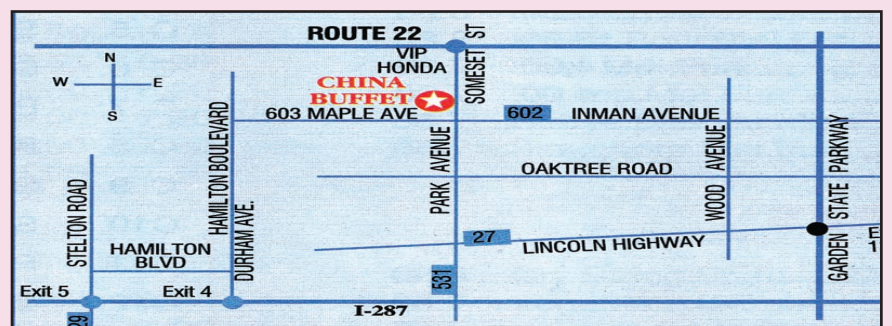 ROUTE 22
SOMESET ST
VIP
HONDA
N
W
E
S
CHINA
BUFFET
603 MAPLE AVE
602
INMAN AVENUE
HAMILTON BOULEVARD
PARK AVENUE
WOOD AVENUE
GARDEN STATE PARKWAY
OAKTREE ROAD
STELTON ROAD
DURHAM AVE.
27
LINCOLN HIGHWAY
E
1
HAMILTON
BLVD
531
Exit 5
Exit 4
I-287
29